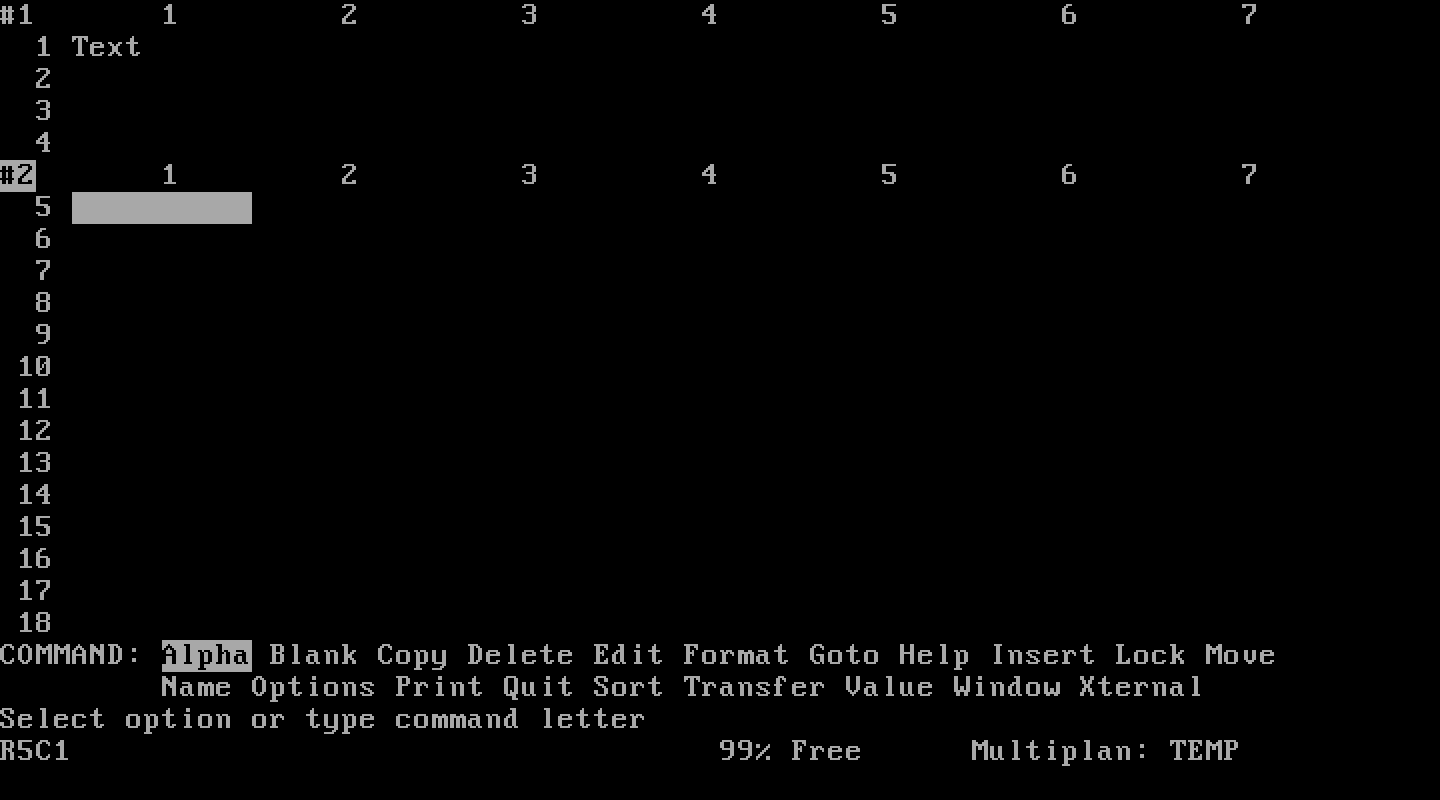 #1 1 2 3 4 5 6 7
1 Text
2
3
4
#2 1 2 3 4 5 6 7
5
6
7
8
9
10
11
12
13
14
15
16
17
18
COMMAND: Alpha Blank Copy Delete Edit Format Goto Help Insert Lock Move
Name Options Print Quit Sort Transfer Value Window Xternal
Select option or type command letter
R5C1 99% Free Multiplan: TEMP